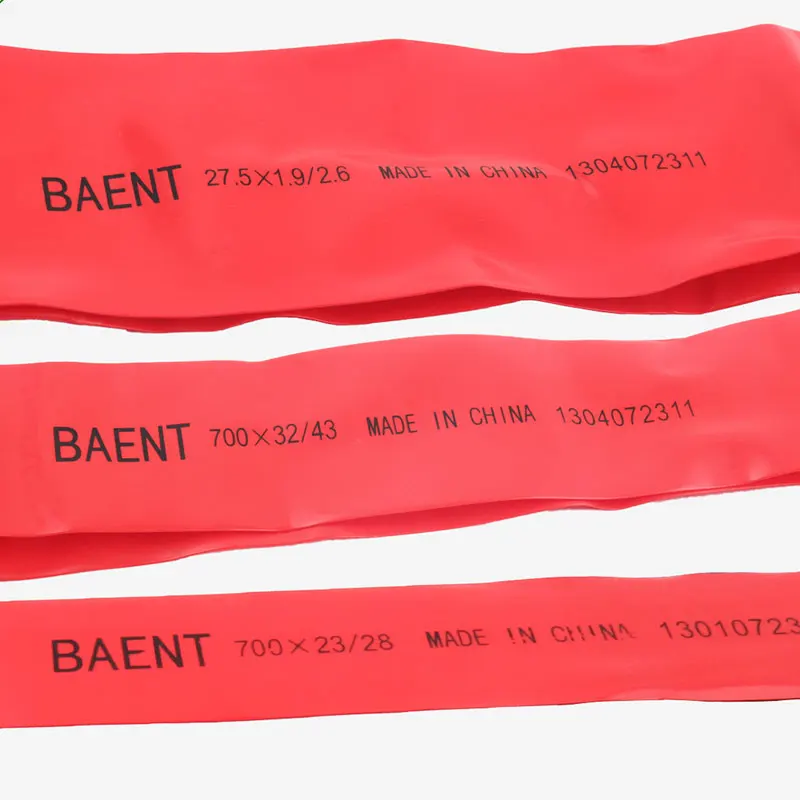 BAENT 27.5×1.9/2.6 MADE IN CHINA 1304072311
BAENT 700×32/43 MADE IN CHINA 1304072311
BAENT 700×23/28 MADE IN CHINA 13010723